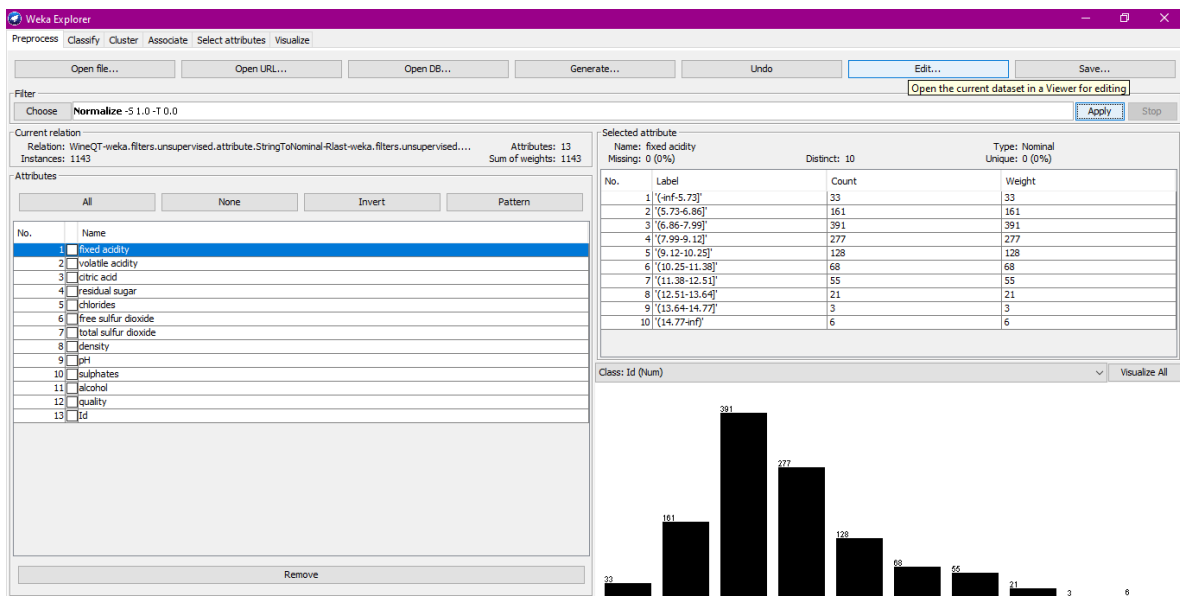 Weka Explorer
Preprocess Classify Cluster Associate Select attributes Visualize
Open file... Open URL... Open DB... Generate... Undo Edit... Save...
Open the current dataset in a Viewer for editing
Filter
Choose Normalize -S 1.0 -T 0.0 Apply Stop
Current relation
Relation: WineQT-weka.filters.unsupervised.attribute.StringToNominal-Rlast-weka.filters.unsupervised.... Attributes: 13
Instances: 1143 Sum of weights: 1143
Attributes
All None Invert Pattern
No. Name
1 fixed acidity
2 volatile acidity
3 citric acid
4 residual sugar
5 chlorides
6 free sulfur dioxide
7 total sulfur dioxide
8 density
9 pH
10 sulphates
11 alcohol
12 quality
13 Id
Remove
Selected attribute
Name: fixed acidity Type: Nominal
Missing: 0 (0%) Distinct: 10 Unique: 0 (0%)
No. Label Count Weight
1 '(-inf-5.73]' 33 33
2 '(5.73-6.86]' 161 161
3 '(6.86-7.99]' 391 391
4 '(7.99-9.12]' 277 277
5 '(9.12-10.25]' 128 128
6 '(10.25-11.38]' 68 68
7 '(11.38-12.51]' 55 55
8 '(12.51-13.64]' 21 21
9 '(13.64-14.77]' 3 3
10 '(14.77-inf)' 6 6
Class: Id (Num) Visualize All
33 161 391 277 128 68 55 21 3 6